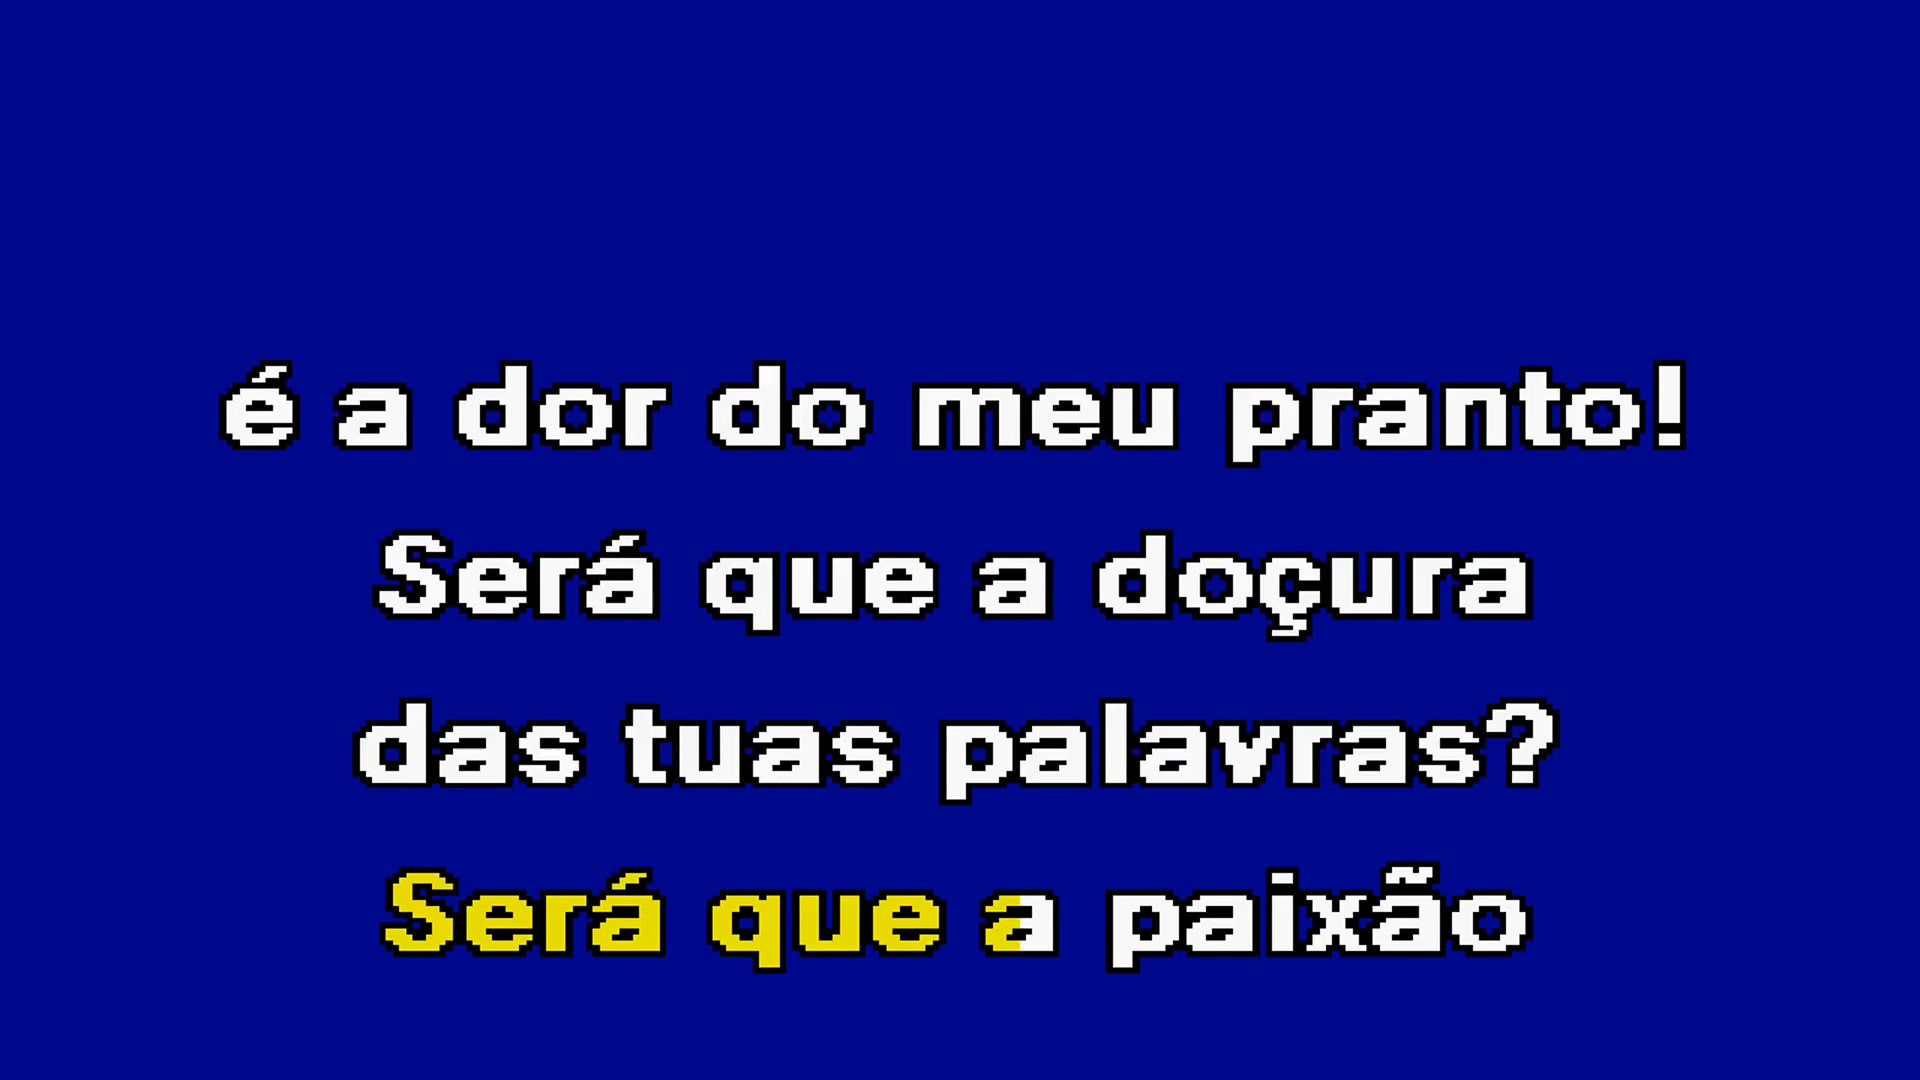 é a dor do meu pranto!
Será que a doçura
das tuas palavras?
Será que a paixão